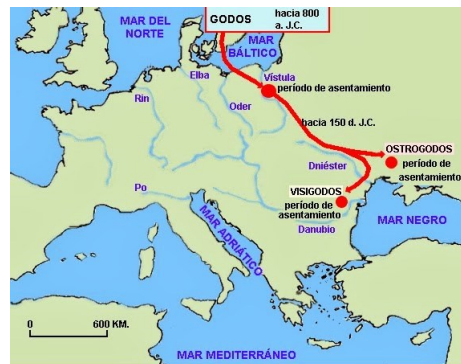 MAR DEL
NORTE
GODOS
hacia 800
a. J.C.
MAR
BÁLTICO
Elba
Vístula
período de asentamiento
Rin
Oder
hacia 150 d. J.C.
OSTROGODOS
período de
asentamiento
Dniéster
Po
VISIGODOS
período de
asentamiento
MAR NEGRO
Danubio
MAR ADRIÁTICO
0
600 KM.
MAR MEDITERRÁNEO